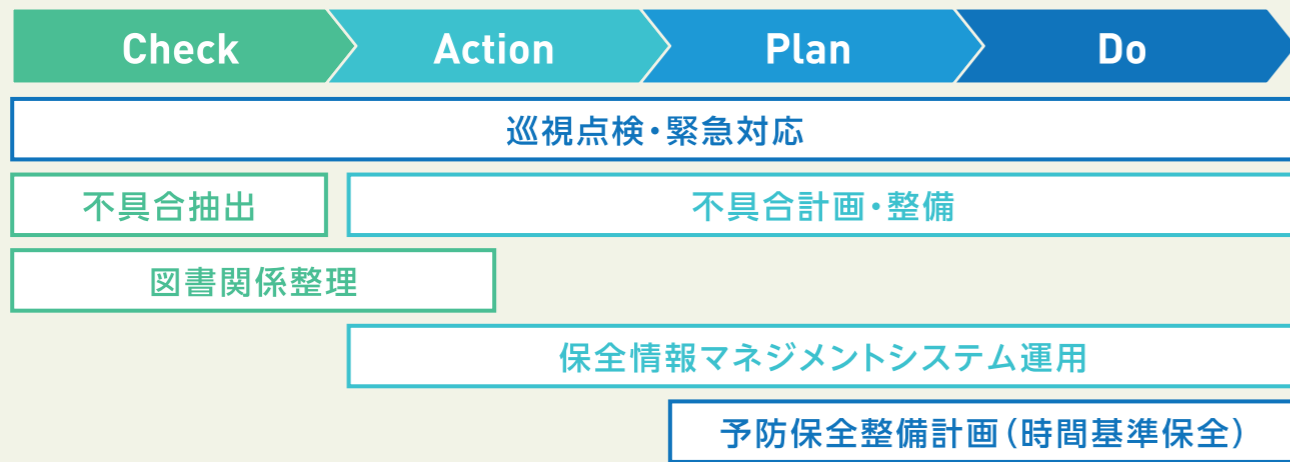 Check Action Plan Do
巡視点検・緊急対応
不具合抽出 不具合計画・整備
図書関係整理
保全情報マネジメントシステム運用
予防保全整備計画（時間基準保全）